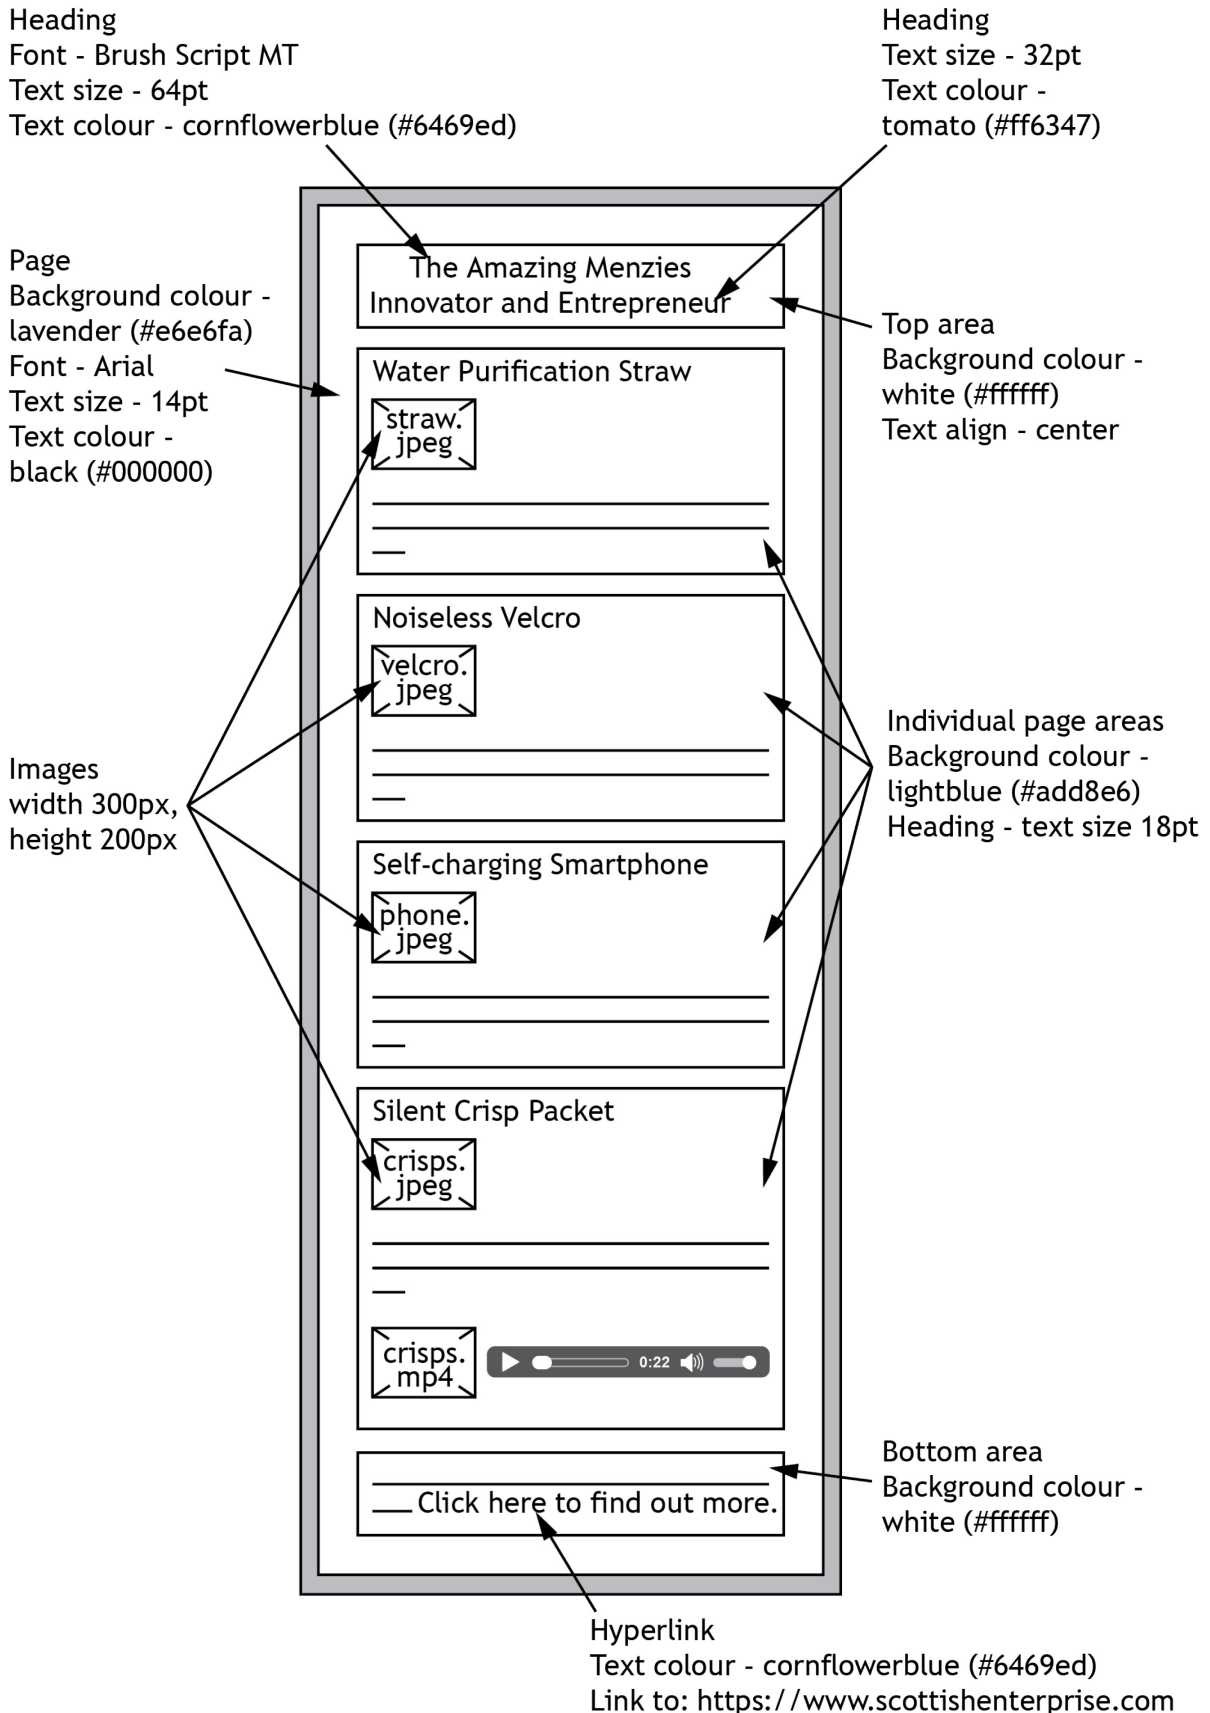 Heading
Font - Brush Script MT
Text size - 64pt
Text colour - cornflowerblue (#6469ed)
Heading
Text size - 32pt
Text colour -
tomato (#ff6347)
Page
Background colour -
lavender (#e6e6fa)
Font - Arial
Text size - 14pt
Text colour -
black (#000000)
The Amazing Menzies
Innovator and Entrepreneur
Top area
Background colour -
white (#ffffff)
Text align - center
Water Purification Straw
straw.
jpeg
Noiseless Velcro
velcro.
jpeg
Images
width 300px,
height 200px
Individual page areas
Background colour -
lightblue (#add8e6)
Heading - text size 18pt
Self-charging Smartphone
phone.
jpeg
Silent Crisp Packet
crisps.
jpeg
crisps.
mp4
0:22
Click here to find out more.
Bottom area
Background colour -
white (#ffffff)
Hyperlink
Text colour - cornflowerblue (#6469ed)
Link to: https://www.scottishenterprise.com